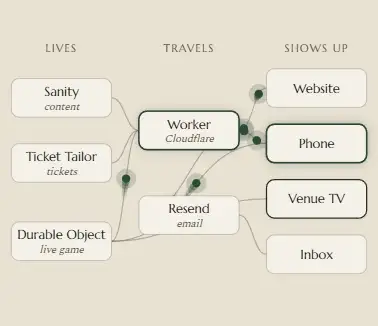 LIVES
TRAVELS
SHOWS UP
Sanity
content
Ticket Tailor
tickets
Durable Object
live game
Worker
Cloudflare
Resend
email
Website
Phone
Venue TV
Inbox